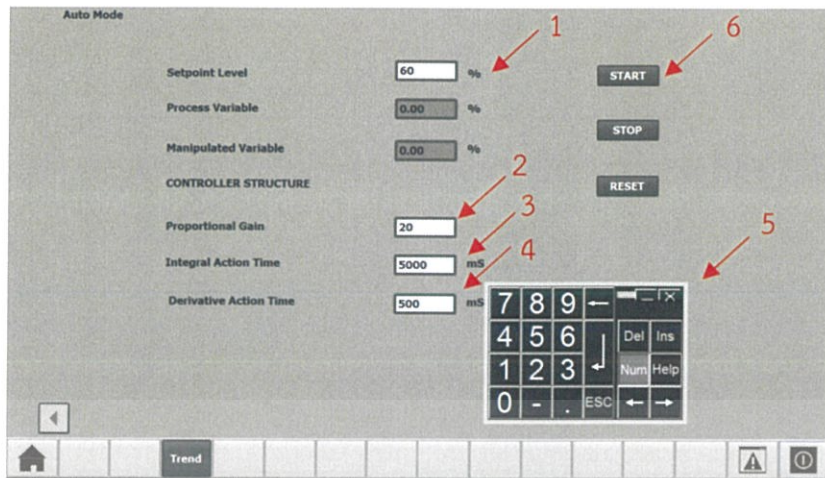 Auto Mode
1
6
Setpoint Level 60 % START
Process Variable 0.00 %
STOP
Manipulated Variable 0.00 %
2
CONTROLLER STRUCTURE RESET
3
Proportional Gain 20
4
5
Integral Action Time 5000 mS
Derivative Action Time 500 mS
7 8 9 ←
4 5 6 Del Ins
1 2 3 ↵ Num Help
0 - . ESC ← →
Trend